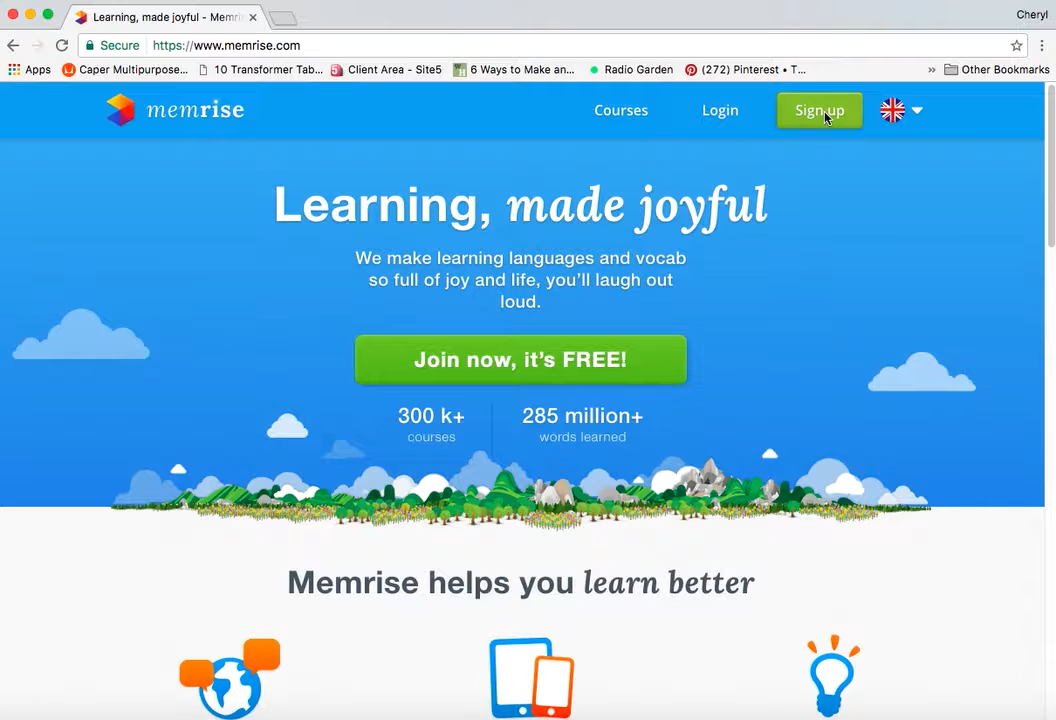 Learning, made joyful - Memri
Cheryl
Secure https://www.memrise.com
Apps Caper Multipurpose... 10 Transformer Tab... Client Area - Site5 6 Ways to Make an... Radio Garden (272) Pinterest • T... » Other Bookmarks
memrise Courses Login Sign up
Learning, made joyful
We make learning languages and vocab
so full of joy and life, you'll laugh out
loud.
Join now, it's FREE!
300 k+ 285 million+
courses words learned
Memrise helps you learn better